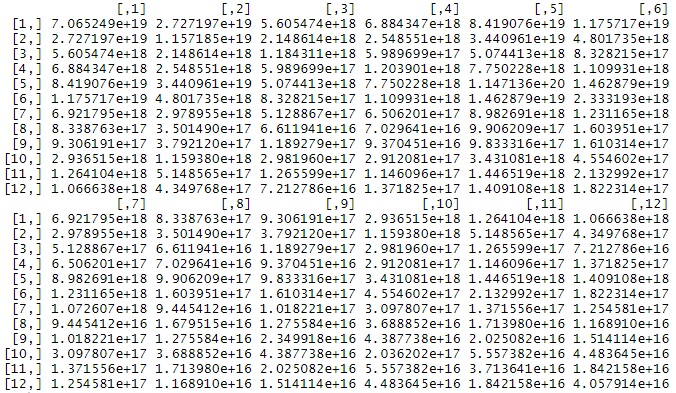 [,1] [,2] [,3] [,4] [,5] [,6]
[1,] 7.065249e+19 2.727197e+19 5.605474e+18 6.884347e+18 8.419076e+19 1.175717e+19
[2,] 2.727197e+19 1.157185e+19 2.148614e+18 2.548551e+18 3.440961e+19 4.801735e+18
[3,] 5.605474e+18 2.148614e+18 1.184311e+18 5.989699e+17 5.074413e+18 8.328215e+17
[4,] 6.884347e+18 2.548551e+18 5.989699e+17 1.203901e+18 7.750228e+18 1.109931e+18
[5,] 8.419076e+19 3.440961e+19 5.074413e+18 7.750228e+18 1.147136e+20 1.462879e+19
[6,] 1.175717e+19 4.801735e+18 8.328215e+17 1.109931e+18 1.462879e+19 2.333193e+18
[7,] 6.921795e+18 2.978955e+18 5.128867e+17 6.506201e+17 8.982691e+18 1.231165e+18
[8,] 8.338763e+17 3.501490e+17 6.611941e+16 7.029641e+16 9.906209e+17 1.603951e+17
[9,] 9.306191e+17 3.792120e+17 1.189279e+17 9.370451e+16 9.833316e+17 1.610314e+17
[10,] 2.936515e+18 1.159380e+18 2.981960e+17 2.912081e+17 3.431081e+18 4.554602e+17
[11,] 1.264104e+18 5.148565e+17 1.265599e+17 1.146096e+17 1.446519e+18 2.132992e+17
[12,] 1.066638e+18 4.349768e+17 7.212786e+16 1.371825e+17 1.409108e+18 1.822314e+17
[,7] [,8] [,9] [,10] [,11] [,12]
[1,] 6.921795e+18 8.338763e+17 9.306191e+17 2.936515e+18 1.264104e+18 1.066638e+18
[2,] 2.978955e+18 3.501490e+17 3.792120e+17 1.159380e+18 5.148565e+17 4.349768e+17
[3,] 5.128867e+17 6.611941e+16 1.189279e+17 2.981960e+17 1.265599e+17 7.212786e+16
[4,] 6.506201e+17 7.029641e+16 9.370451e+16 2.912081e+17 1.146096e+17 1.371825e+17
[5,] 8.982691e+18 9.906209e+17 9.833316e+17 3.431081e+18 1.446519e+18 1.409108e+18
[6,] 1.231165e+18 1.603951e+17 1.610314e+17 4.554602e+17 2.132992e+17 1.822314e+17
[7,] 1.072608e+18 9.445412e+16 1.018221e+17 3.097807e+17 1.371556e+17 1.254581e+17
[8,] 9.445412e+16 1.679515e+16 1.275584e+16 3.688852e+16 1.713980e+16 1.168910e+16
[9,] 1.018221e+17 1.275584e+16 2.349918e+16 4.387738e+16 2.025082e+16 1.514114e+16
[10,] 3.097807e+17 3.688852e+16 4.387738e+16 2.036202e+17 5.557382e+16 4.483645e+16
[11,] 1.371556e+17 1.713980e+16 2.025082e+16 5.557382e+16 3.713641e+16 1.842158e+16
[12,] 1.254581e+17 1.168910e+16 1.514114e+16 4.483645e+16 1.842158e+16 4.057914e+16